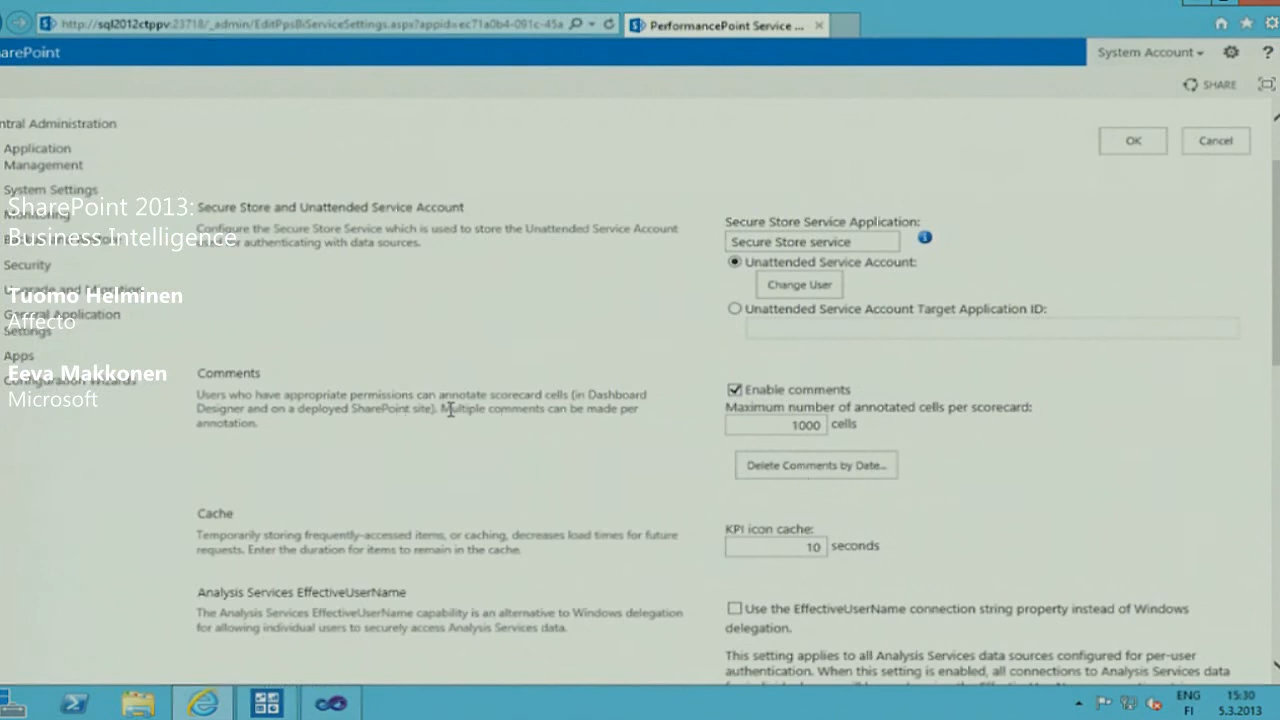 http://sql2012ctppv:23718/_admin/EditPpsBiServiceSettings.aspx?appid=ec71a0b4-091c-45a
PerformancePoint Service ...
arePoint
System Account
?
SHARE
ntral Administration
Application
Management
System Settings
Monitoring
Security
Upgrade and Migration
General Application
Settings
Apps
Configuration Wizards
SharePoint 2013:
Business Intelligence
Tuomo Helminen
Affecto
Eeva Makkonen
Microsoft
OK
Cancel
Secure Store and Unattended Service Account
Configure the Secure Store Service which is used to store the Unattended Service Account
authenticating with data sources.
Secure Store Service Application:
Secure Store service
Unattended Service Account:
Change User
Unattended Service Account Target Application ID:
Comments
Users who have appropriate permissions can annotate scorecard cells (in Dashboard
Designer and on a deployed SharePoint site). Multiple comments can be made per
annotation.
Enable comments
Maximum number of annotated cells per scorecard:
1000 cells
Delete Comments by Date...
Cache
Temporarily storing frequently-accessed items, or caching, decreases load times for future
requests. Enter the duration for items to remain in the cache.
KPI icon cache:
10 seconds
Analysis Services EffectiveUserName
The Analysis Services EffectiveUserName capability is an alternative to Windows delegation
for allowing individual users to securely access Analysis Services data.
Use the EffectiveUserName connection string property instead of Windows
delegation.
This setting applies to all Analysis Services data sources configured for per-user
authentication. When this setting is enabled, all connections to Analysis Services data
ENG
FI
15:30
5.3.2013